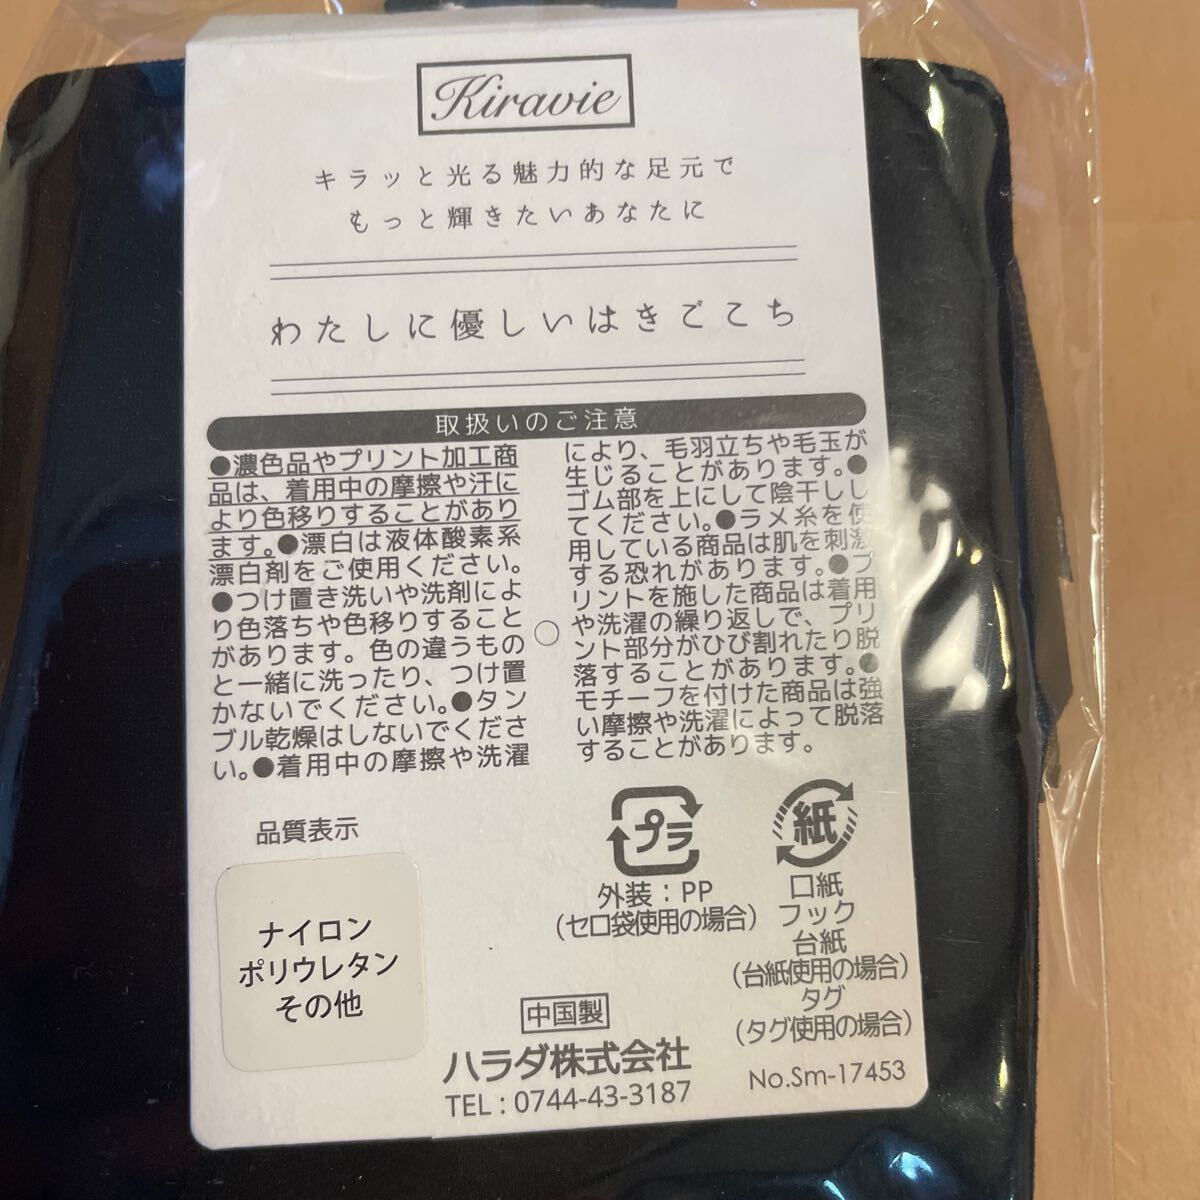 Kiravie
キラッと光る魅力的な足元で
もっと輝きたいあなたに
わたしに優しいはきごこち
取扱いのご注意
●濃色品やプリント加工商
品は、着用中の摩擦や汗に
より色移りすることがあり
ます。●漂白は液体酸素系
漂白剤をご使用ください。
●つけ置き洗いや洗剤によ
り色落ちや色移りすること
があります。色の違うもの
と一緒に洗ったり、つけ置
かないでください。●タン
ブル乾燥はしないでくださ
い。●着用中の摩擦や洗濯
により、毛羽立ちや毛玉が
生じることがあります。●
ゴム部を上にして陰干しし
てください。●ラメ糸を使
用している商品は肌を刺激
する恐れがあります。●プ
リントを施した商品は着用
や洗濯の繰り返しで、プリ
ント部分がひび割れたり脱
落することがあります。●
モチーフを付けた商品は強
い摩擦や洗濯によって脱落
することがあります。
品質表示
ナイロン
ポリウレタン
その他
プラ
外装：PP
（セロ袋使用の場合）
紙
口紙
フック
台紙
（台紙使用の場合）
タグ
（タグ使用の場合）
中国製
ハラダ株式会社
TEL：0744-43-3187
No.Sm-17453